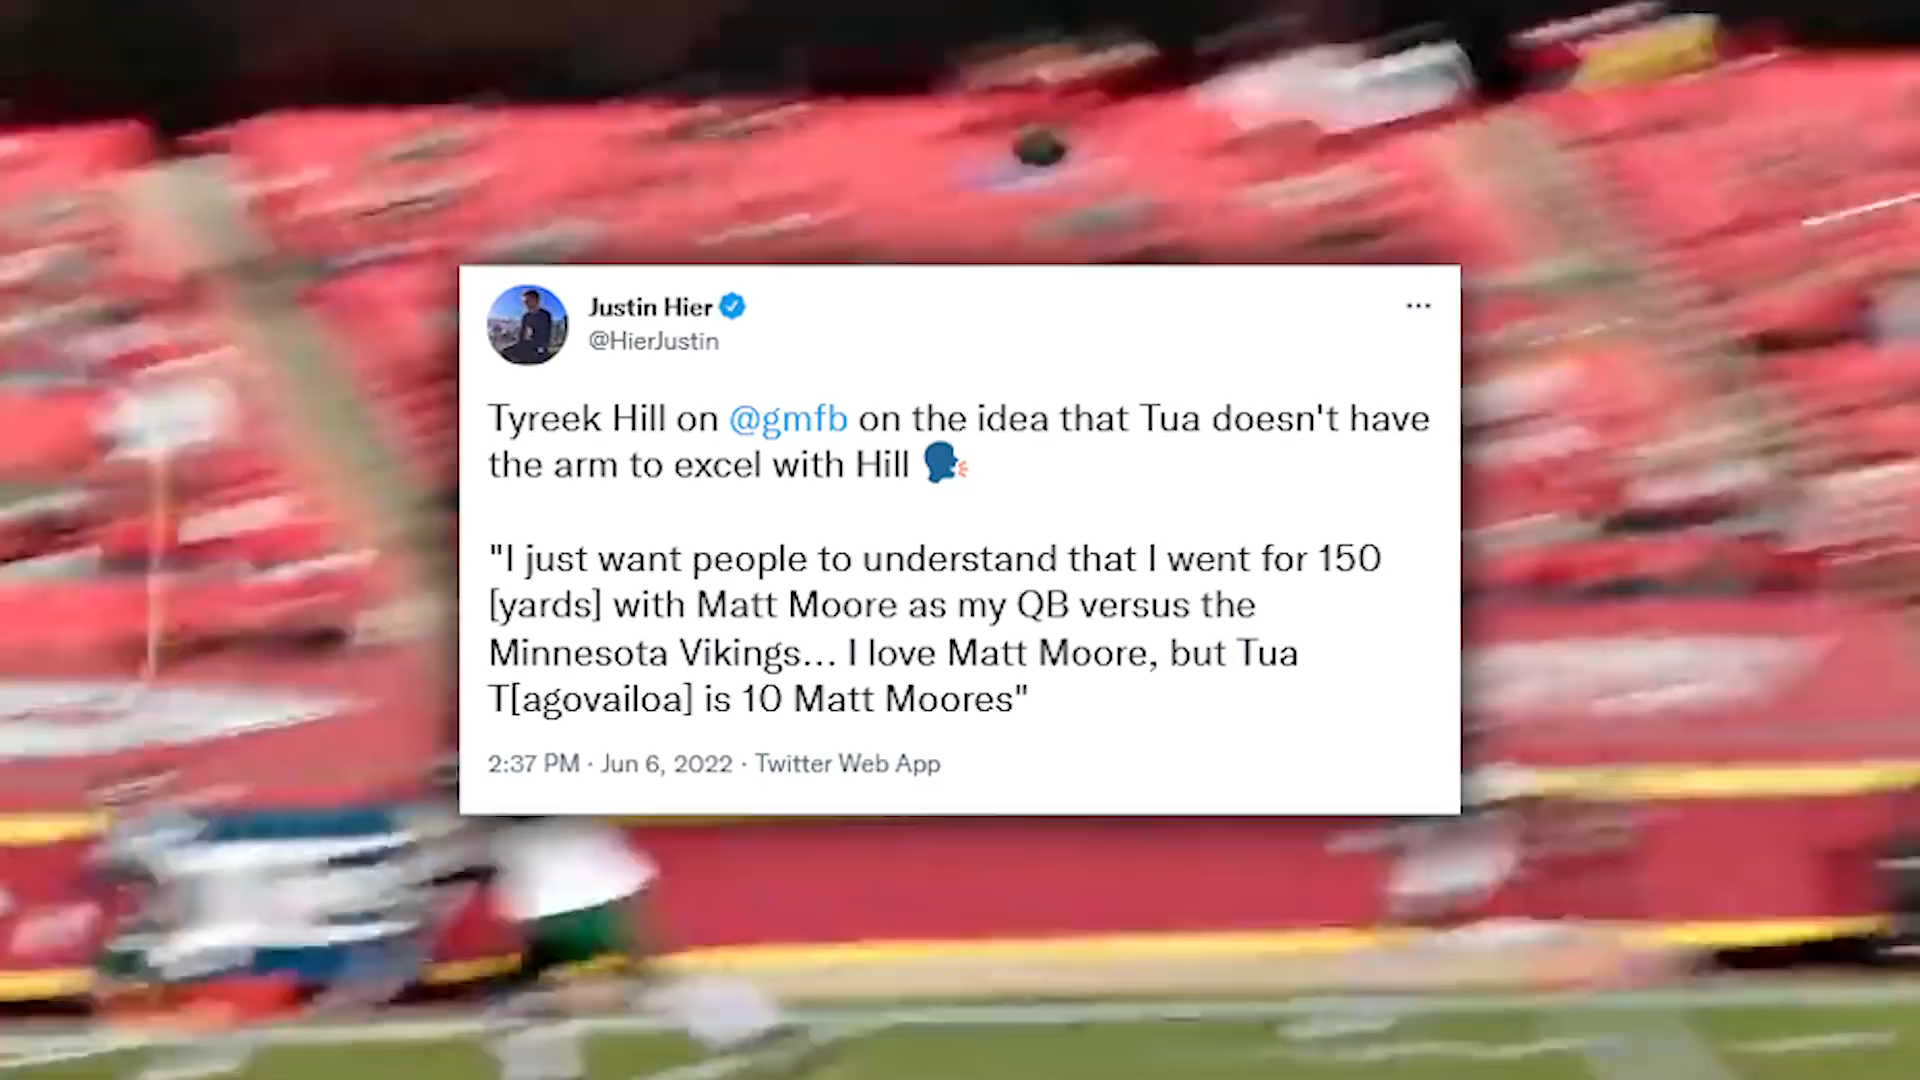 Justin Hier
@HierJustin
Tyreek Hill on @gmfb on the idea that Tua doesn't have
the arm to excel with Hill 🗣️
"I just want people to understand that I went for 150
[yards] with Matt Moore as my QB versus the
Minnesota Vikings... I love Matt Moore, but Tua
T[agovailoa] is 10 Matt Moores"
2:37 PM · Jun 6, 2022 · Twitter Web App